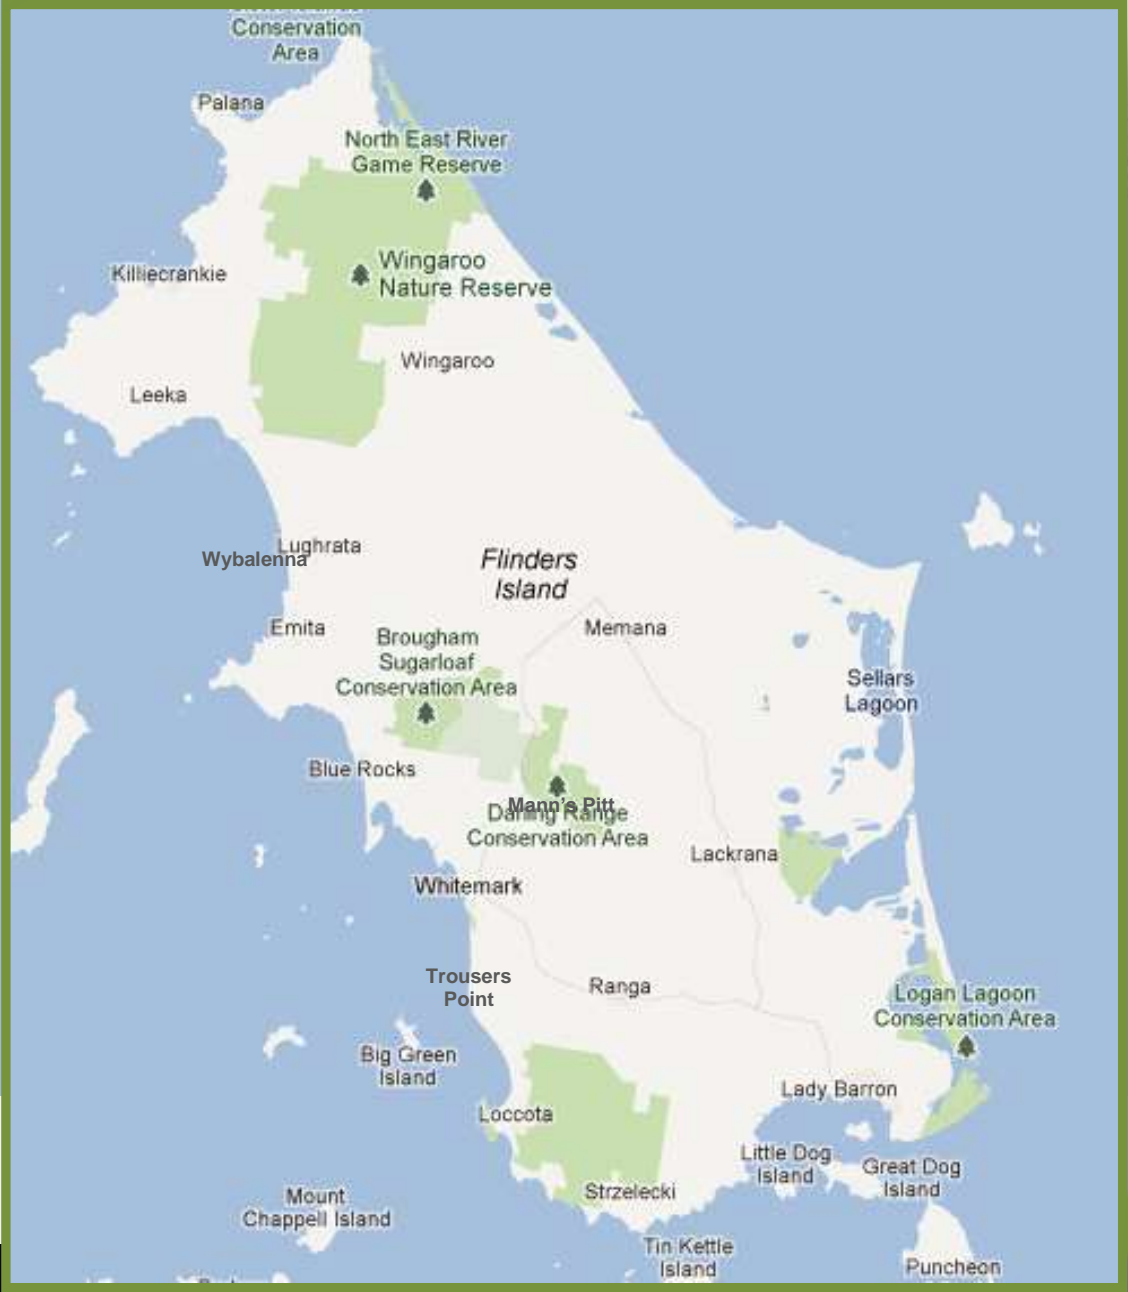 Conservation
Area
Palana
North East River
Game Reserve
Wingaroo
Nature Reserve
Killiecrankie
Wingaroo
Leeka
Lughrata
Wybalenna
Flinders
Island
Emita
Memana
Brougham
Sugarloaf
Conservation Area
Sellars
Lagoon
Blue Rocks
Mann's Pitt
Darling Range
Conservation Area
Lackrana
Whitemark
Trousers
Point
Ranga
Logan Lagoon
Conservation Area
Big Green
Island
Lady Barron
Loccota
Little Dog
Island
Great Dog
Island
Strzelecki
Mount
Chappell Island
Tin Kettle
Island
Puncheon